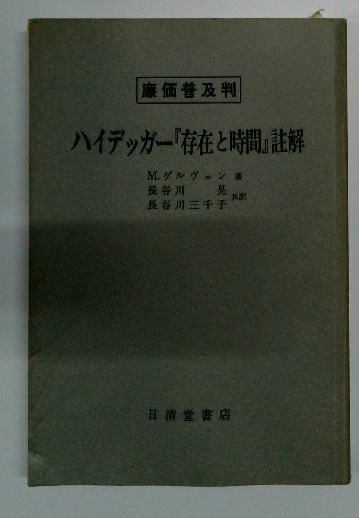 廉価普及判
ハイデッガー『存在と時間』註解
M.ゲルヴェン 著
長谷川 晃
長谷川三千子 共訳
日清堂書店